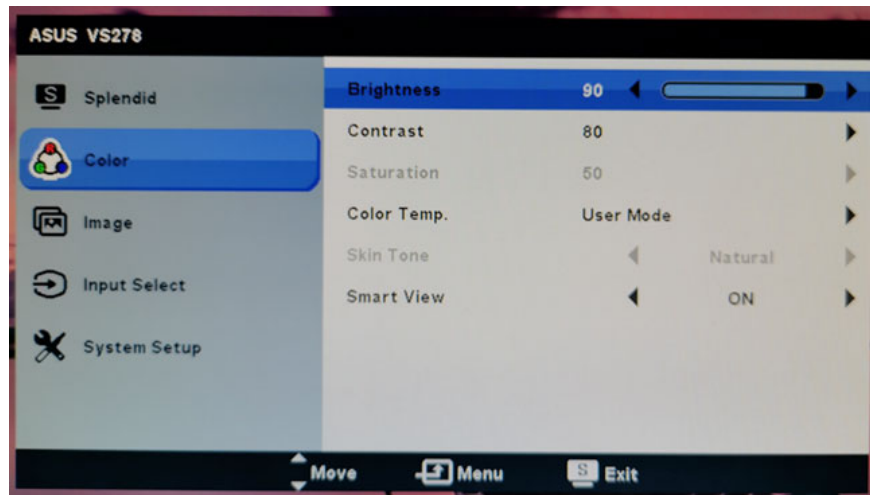 ASUS VS278
Splendid
Color
Image
Input Select
System Setup
Brightness 90
Contrast 80
Saturation 50
Color Temp. User Mode
Skin Tone Natural
Smart View ON
Move Menu S Exit